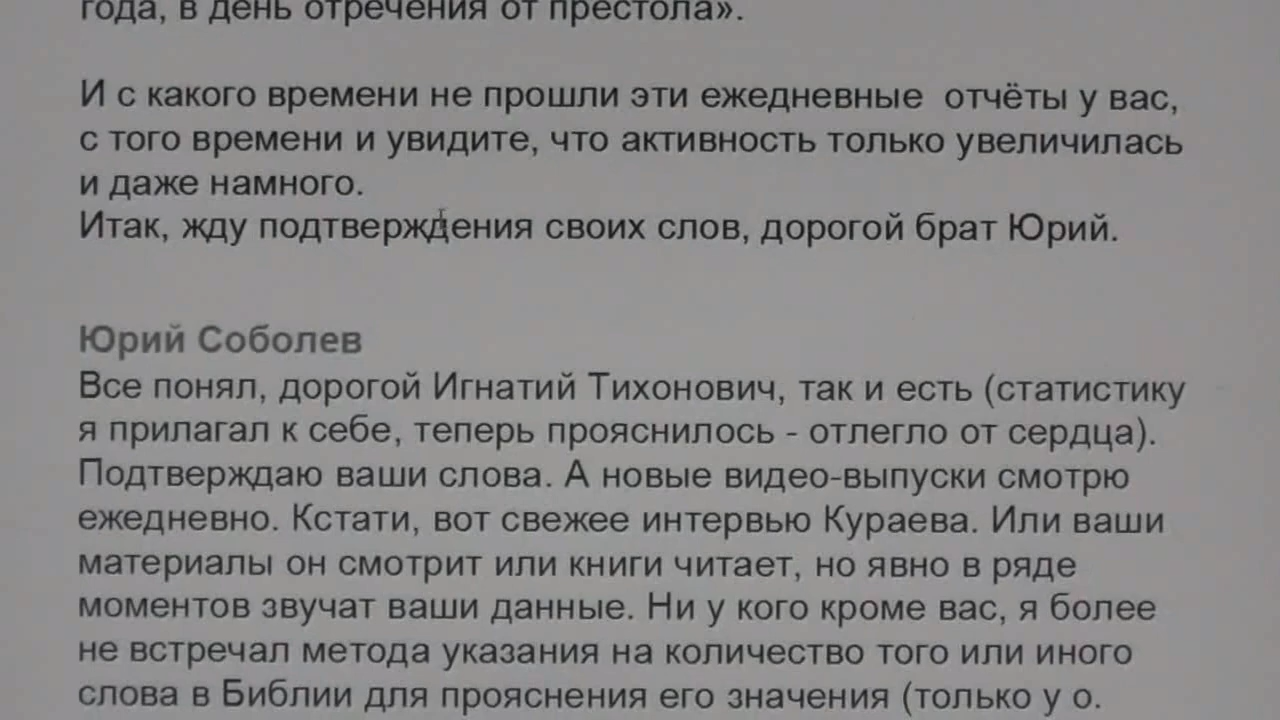 года, в день отречения от престола».
И с какого времени не прошли эти ежедневные отчёты у вас,
с того времени и увидите, что активность только увеличилась
и даже намного.
Итак, жду подтверждения своих слов, дорогой брат Юрий.
Юрий Соболев
Все понял, дорогой Игнатий Тихонович, так и есть (статистику
я прилагал к себе, теперь прояснилось - отлегло от сердца).
Подтверждаю ваши слова. А новые видео-выпуски смотрю
ежедневно. Кстати, вот свежее интервью Кураева. Или ваши
материалы он смотрит или книги читает, но явно в ряде
моментов звучат ваши данные. Ни у кого кроме вас, я более
не встречал метода указания на количество того или иного
слова в Библии для прояснения его значения (только у о.